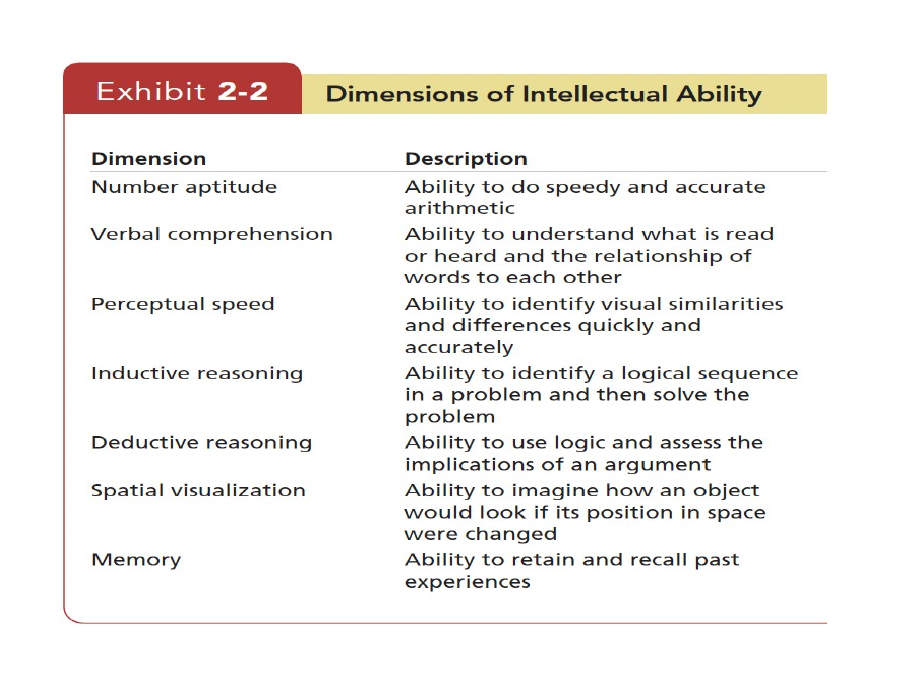 Exhibit 2-2 Dimensions of Intellectual Ability
Dimension Description
Number aptitude Ability to do speedy and accurate
arithmetic
Verbal comprehension Ability to understand what is read
or heard and the relationship of
words to each other
Perceptual speed Ability to identify visual similarities
and differences quickly and
accurately
Inductive reasoning Ability to identify a logical sequence
in a problem and then solve the
problem
Deductive reasoning Ability to use logic and assess the
implications of an argument
Spatial visualization Ability to imagine how an object
would look if its position in space
were changed
Memory Ability to retain and recall past
experiences